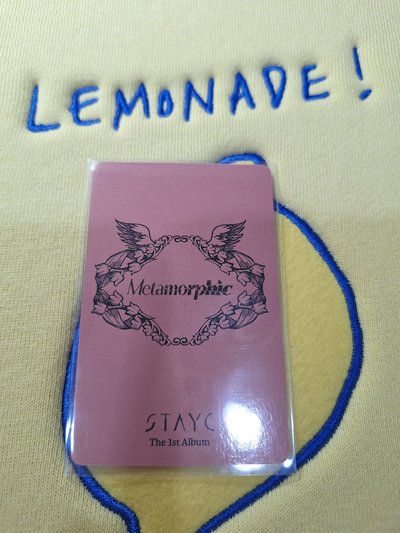 LEMONADE!
Metamorphic
STAYC
The 1st Album